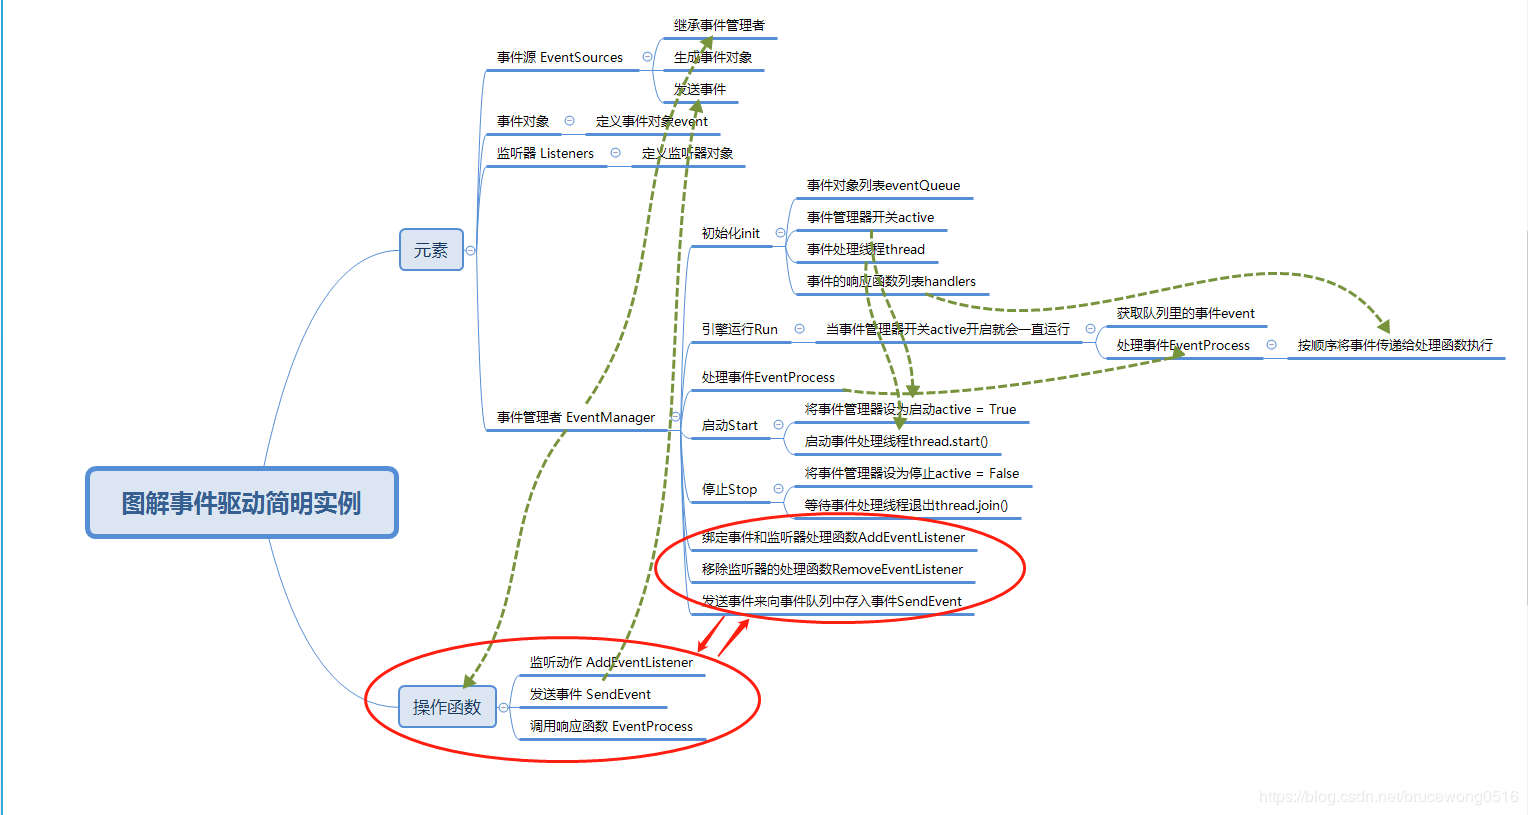 图解事件驱动简明实例
元素
事件源 EventSources
继承事件管理者
生成事件对象
发送事件
事件对象
定义事件对象event
监听器 Listeners
定义监听器对象
事件管理者 EventManager
初始化init
事件对象列表eventQueue
事件管理器开关active
事件处理线程thread
事件的响应函数列表handlers
引擎运行Run
当事件管理器开关active开启就会一直运行
获取队列里的事件event
处理事件EventProcess
按顺序将事件传递给处理函数执行
处理事件EventProcess
启动Start
将事件管理器设为启动active = True
启动事件处理线程thread.start()
停止Stop
将事件管理器设为停止active = False
等待事件处理线程退出thread.join()
绑定事件和监听器处理函数AddEventListener
移除监听器的处理函数RemoveEventListener
发送事件来向事件队列中存入事件SendEvent
操作函数
监听动作 AddEventListener
发送事件 SendEvent
调用响应函数 EventProcess
https://blog.csdn.net/brucewong0516